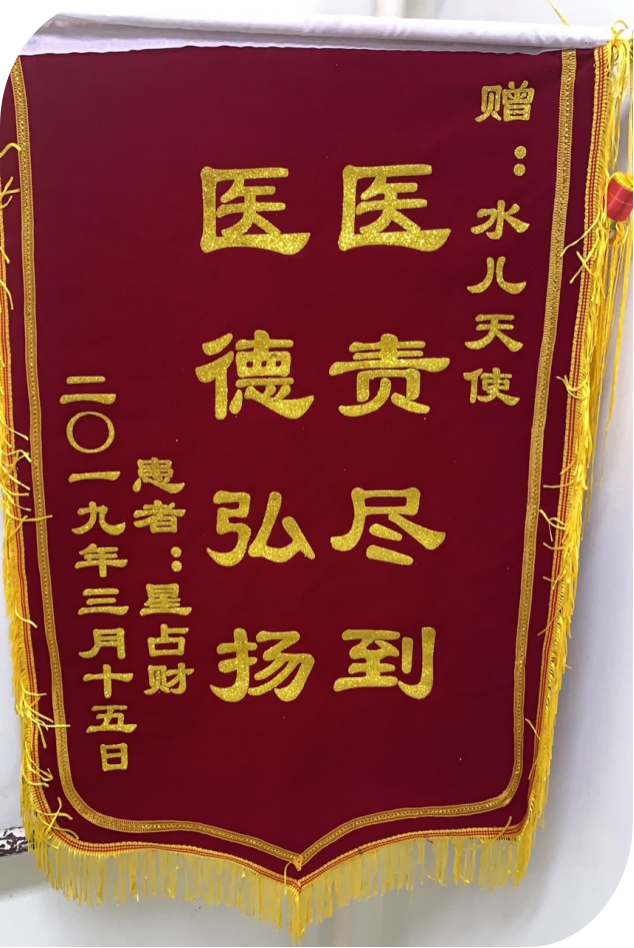 赠：水儿天使
医责尽到
医德弘扬
患者：星占财
二〇一九年三月十五日